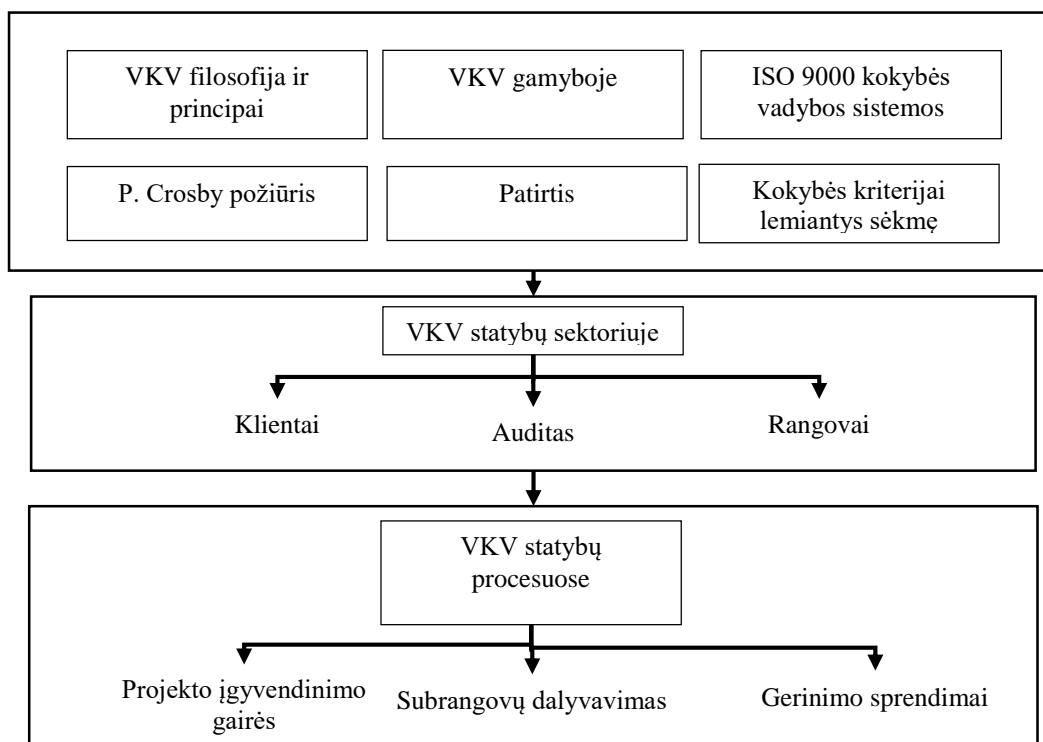 VKV filosofija ir
principai
VKV gamyboje
ISO 9000 kokybės
vadybos sistemos
P. Crosby požiūris
Patirtis
Kokybės kriterijai
lemiantys sėkmę
VKV statybų sektoriuje
Klientai
Auditas
Rangovai
VKV statybų
procesuose
Projekto įgyvendinimo
gairės
Subrangovų dalyvavimas
Gerinimo sprendimai